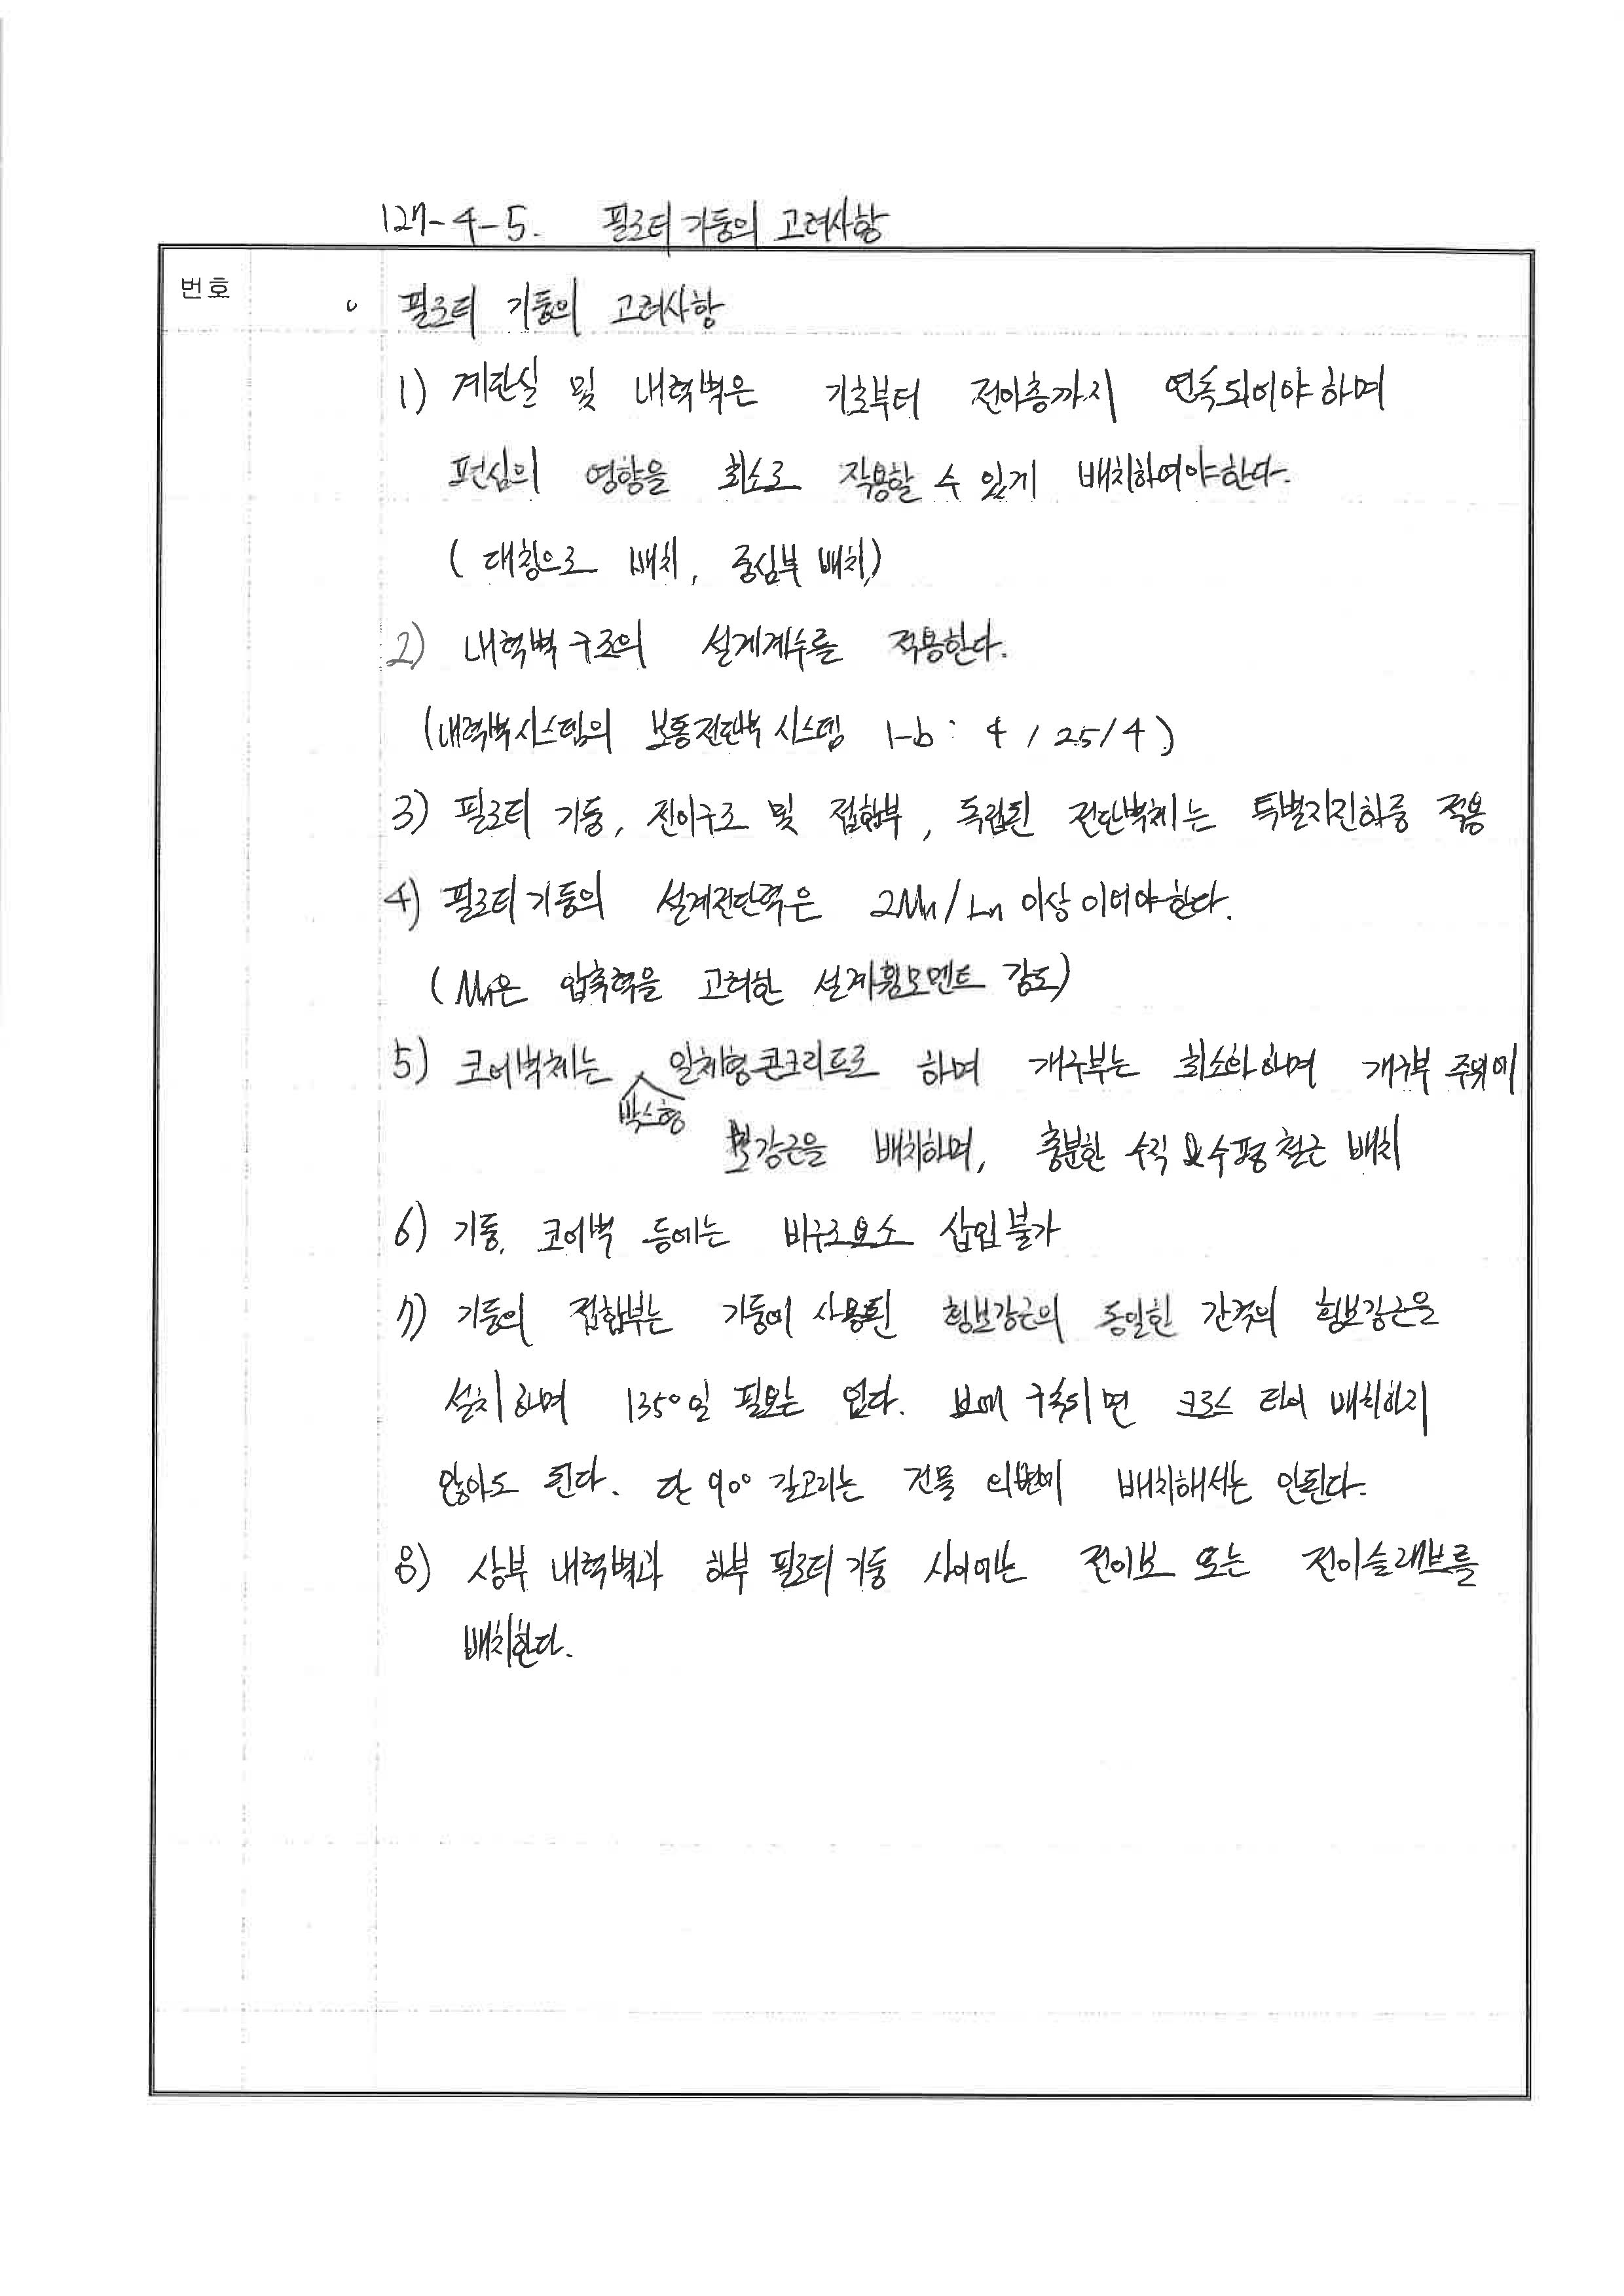 127-4-5. 필로티 기둥의 고려사항
번호
필로티 기둥의 고려사항
1) 계단실 및 내력벽은 기초부터 전이층까지 연속되어야 하며
편심의 영향을 최소로 작용할 수 있게 배치하여야한다.
( 대칭으로 배치, 중심부 배치)
2) 내력벽 구조의 설계계수를 적용한다.
(내력벽시스템의 보통전단벽 시스템 1-b : 4 / 2.5 / 4 )
3) 필로티 기둥, 전이구조 및 접합부, 독립된 전단벽체는 특별지진하중 적용
4) 필로티 기둥의 설계전단력은 2Mn/Ln 이상 이어야 한다.
(Mn은 압축력을 고려한 설계휨모멘트 강도)
5) 코어벽체는 박스형 일체형콘크리트로 하며 개구부는 최소화 하며 개구부 주위에
보강근을 배치하며, 충분한 수직 & 수평 철근 배치
6) 기둥, 코어벽 등에는 비구조요소 삽입 불가
7) 기둥의 접합부는 기둥에 사용된 횡보강근의 동일한 간격의 횡보강근을
설치 하며 135°일 필요는 없다. 보에 구속되면 크로스 타이 배치하지
않아도 된다. 단 90° 갈고리는 건물 외변에 배치해서는 안된다.
8) 상부 내력벽과 하부 필로티 기둥 사이에는 전이보 또는 전이슬래브를
배치한다.